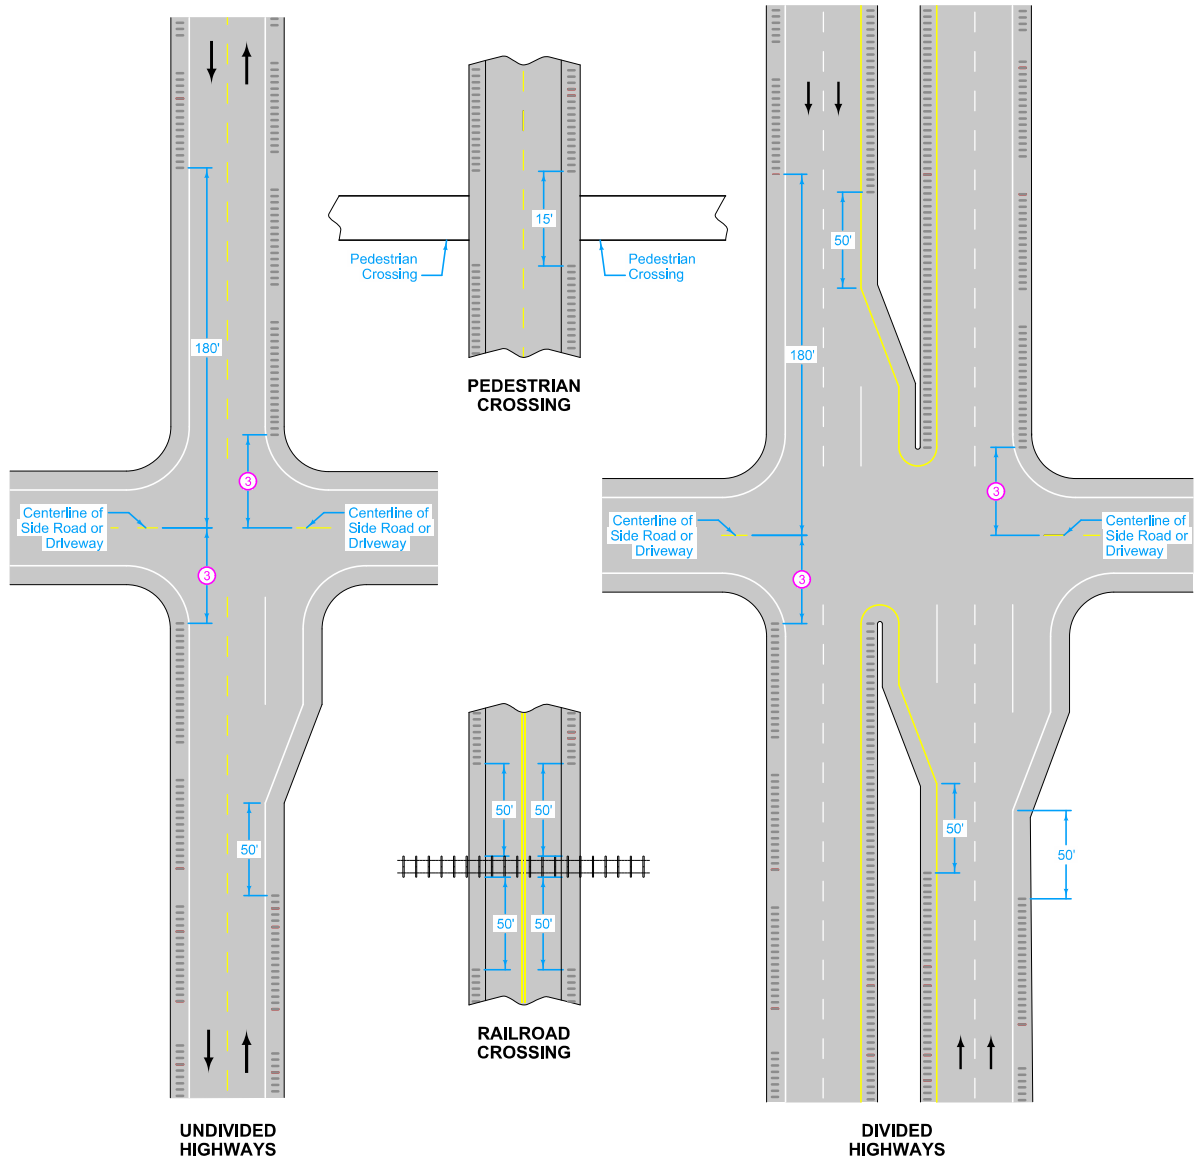 180'
3
Centerline of
Side Road or
Driveway
Centerline of
Side Road or
Driveway
3
50'
UNDIVIDED
HIGHWAYS
15'
Pedestrian
Crossing
Pedestrian
Crossing
PEDESTRIAN
CROSSING
50'
50'
50'
50'
RAILROAD
CROSSING
50'
180'
3
Centerline of
Side Road or
Driveway
Centerline of
Side Road or
Driveway
3
50'
50'
DIVIDED
HIGHWAYS